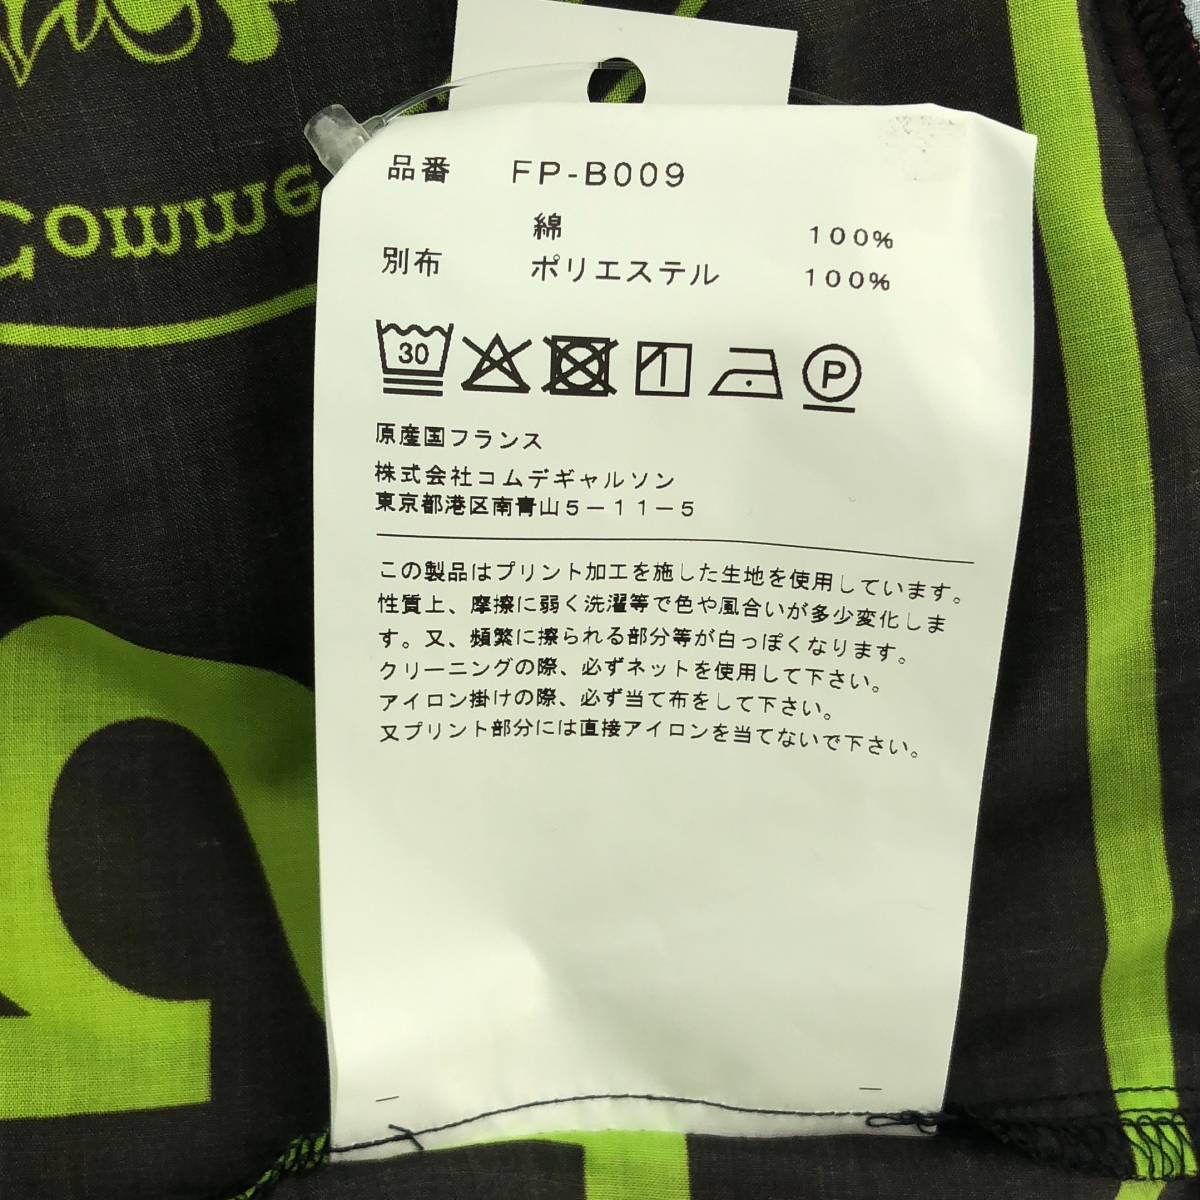 Comme
品番 FP-B009
綿 100%
別布 ポリエステル 100%
30
P
原産国フランス
株式会社コムデギャルソン
東京都港区南青山5-11-5
この製品はプリント加工を施した生地を使用しています。
性質上、摩擦に弱く洗濯等で色や風合いが多少変化しま
す。又、頻繁に擦られる部分等が白っぽくなります。
クリーニングの際、必ずネットを使用して下さい。
アイロン掛けの際、必ず当て布をして下さい。
又プリント部分には直接アイロンを当てないで下さい。